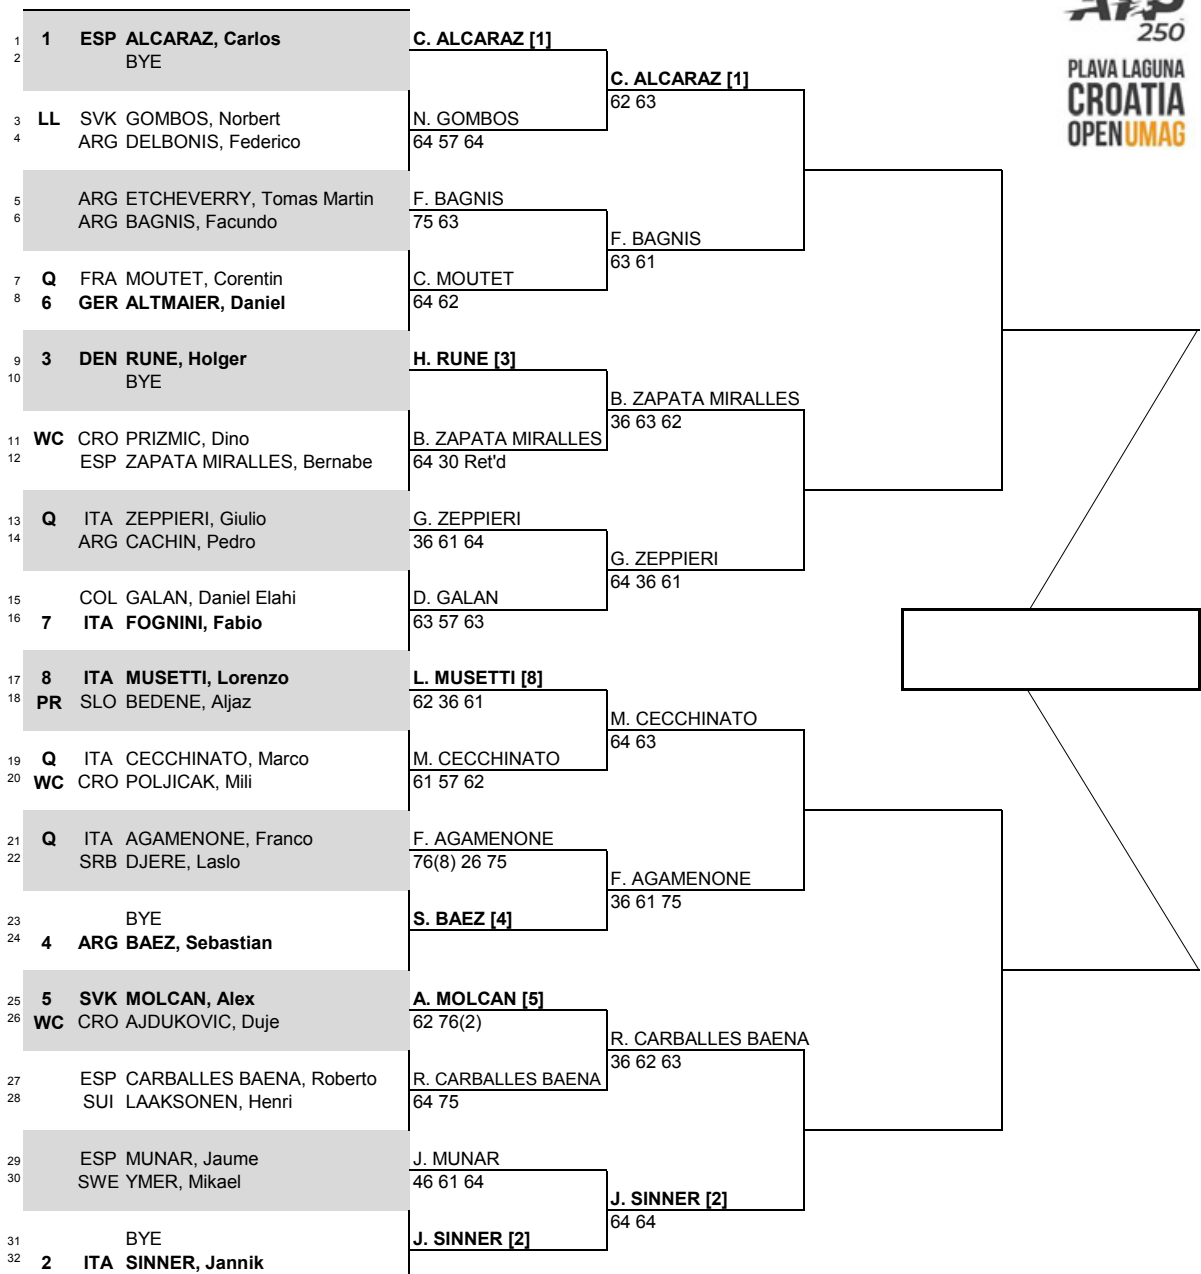 ATP
250
PLAVA LAGUNA
CROATIA
OPEN UMAG
1 1 ESP ALCARAZ, Carlos
2 BYE
3 LL SVK GOMBOS, Norbert
4 ARG DELBONIS, Federico
5 ARG ETCHEVERRY, Tomas Martin
6 ARG BAGNIS, Facundo
7 Q FRA MOUTET, Corentin
8 6 GER ALTMAIER, Daniel
9 3 DEN RUNE, Holger
10 BYE
11 WC CRO PRIZMIC, Dino
12 ESP ZAPATA MIRALLES, Bernabe
13 Q ITA ZEPPIERI, Giulio
14 ARG CACHIN, Pedro
15 COL GALAN, Daniel Elahi
16 7 ITA FOGNINI, Fabio
17 8 ITA MUSETTI, Lorenzo
18 PR SLO BEDENE, Aljaz
19 Q ITA CECCHINATO, Marco
20 WC CRO POLJICAK, Mili
21 Q ITA AGAMENONE, Franco
22 SRB DJERE, Laslo
23 BYE
24 4 ARG BAEZ, Sebastian
25 5 SVK MOLCAN, Alex
26 WC CRO AJDUKOVIC, Duje
27 ESP CARBALLES BAENA, Roberto
28 SUI LAAKSONEN, Henri
29 ESP MUNAR, Jaume
30 SWE YMER, Mikael
31 BYE
32 2 ITA SINNER, Jannik
C. ALCARAZ [1]
N. GOMBOS
64 57 64
F. BAGNIS
75 63
C. MOUTET
64 62
H. RUNE [3]
B. ZAPATA MIRALLES
64 30 Ret'd
G. ZEPPIERI
36 61 64
D. GALAN
63 57 63
L. MUSETTI [8]
62 36 61
M. CECCHINATO
61 57 62
F. AGAMENONE
76(8) 26 75
S. BAEZ [4]
A. MOLCAN [5]
62 76(2)
R. CARBALLES BAENA
64 75
J. MUNAR
46 61 64
J. SINNER [2]
C. ALCARAZ [1]
62 63
F. BAGNIS
63 61
B. ZAPATA MIRALLES
36 63 62
G. ZEPPIERI
64 36 61
M. CECCHINATO
64 63
F. AGAMENONE
36 61 75
R. CARBALLES BAENA
36 62 63
J. SINNER [2]
64 64